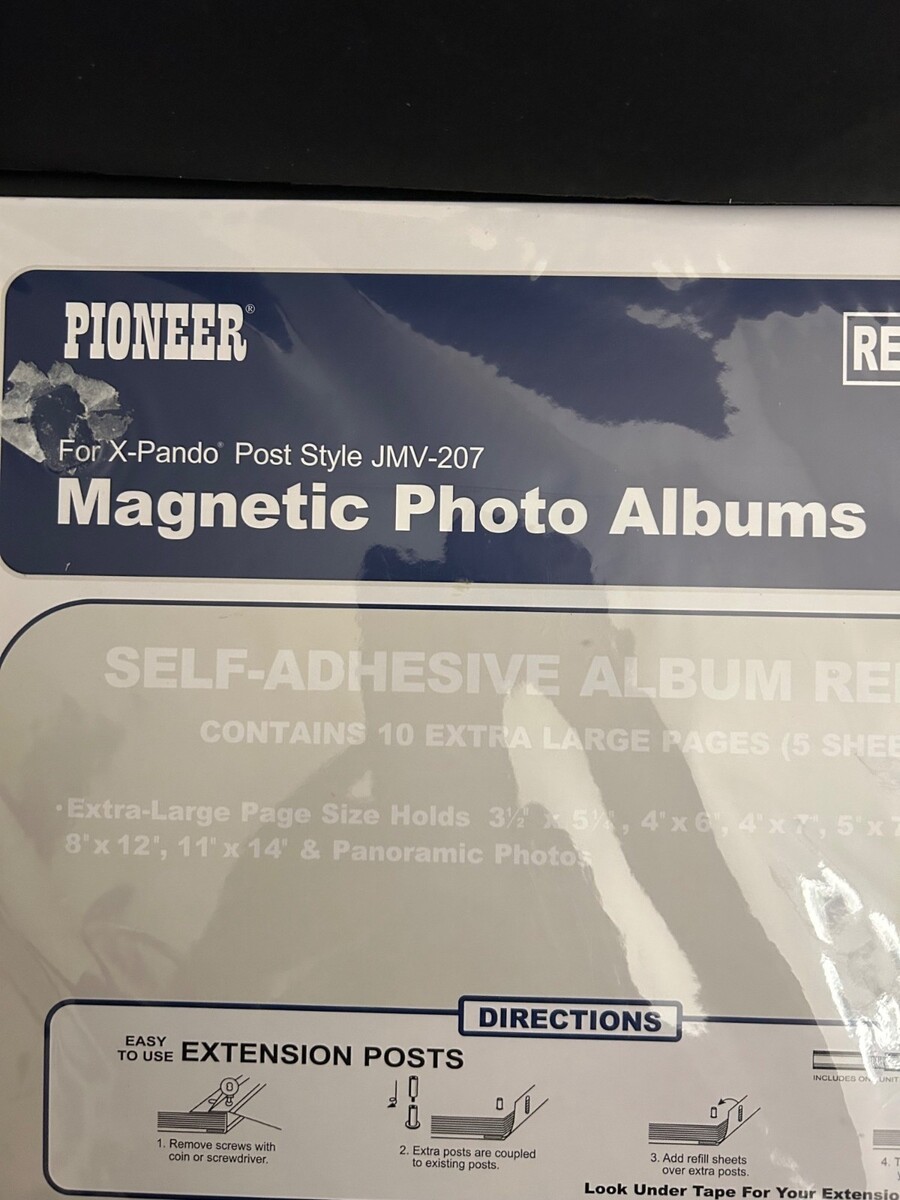 PIONEER®
RE
For X-Pando® Post Style JMV-207
Magnetic Photo Albums
SELF-ADHESIVE ALBUM RE
CONTAINS 10 EXTRA LARGE PAGES (5 SHEE
·Extra-Large Page Size Holds 3½" x 5¼", 4"x 6", 4"x 7", 5"x 7
8"x 12", 11"x 14" & Panoramic Photos
DIRECTIONS
EASY
TO USE EXTENSION POSTS
INCLUDES ON UNIT
1. Remove screws with
coin or screwdriver.
2. Extra posts are coupled
to existing posts.
3. Add refill sheets
over extra posts.
4. T
Look Under Tape For Your Extensio